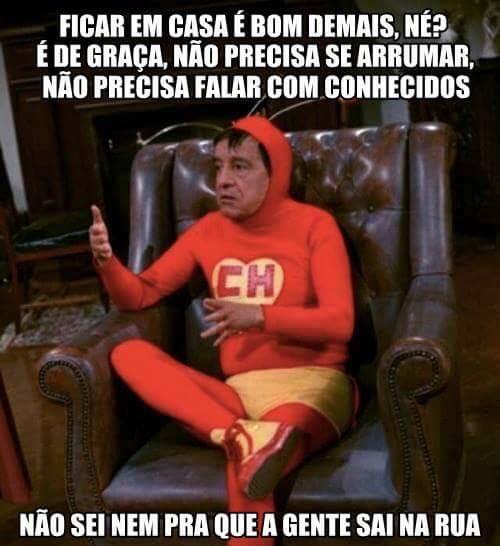 FICAR EM CASA É BOM DEMAIS, NÉ?
É DE GRAÇA, NÃO PRECISA SE ARRUMAR,
NÃO PRECISA FALAR COM CONHECIDOS
CH
NÃO SEI NEM PRA QUE A GENTE SAI NA RUA